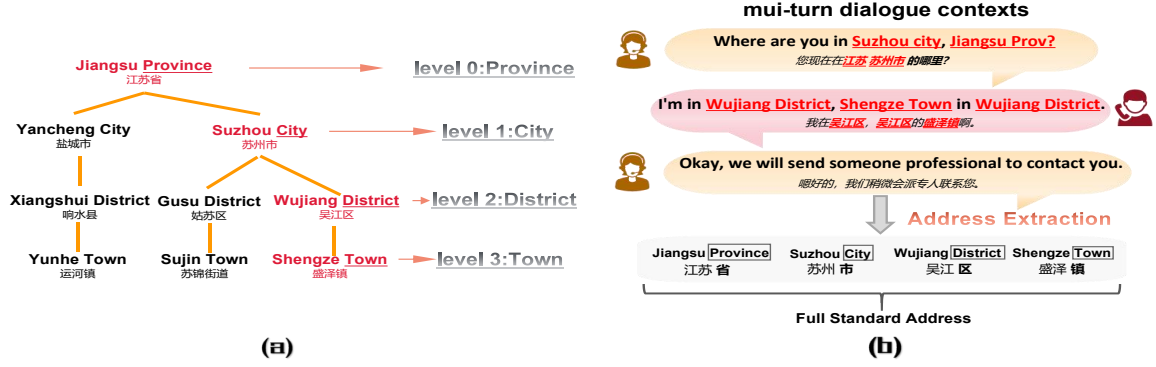 Jiangsu Province
江苏省
level 0:Province
Yancheng City
盐城市
Suzhou City
苏州市
level 1:City
Xiangshui District
响水县
Gusu District
姑苏区
Wujiang District
吴江区
level 2:District
Yunhe Town
运河镇
Sujin Town
苏锦街道
Shengze Town
盛泽镇
level 3:Town
(a)
mui-turn dialogue contexts
Where are you in Suzhou city, Jiangsu Prov?
您现在在江苏 苏州市 的哪里?
I'm in Wujiang District, Shengze Town in Wujiang District.
我在吴江区，吴江区的盛泽镇啊。
Okay, we will send someone professional to contact you.
嗯好的，我们稍微会派专人联系您。
Address Extraction
Jiangsu Province
江苏 省
Suzhou City
苏州 市
Wujiang District
吴江 区
Shengze Town
盛泽 镇
Full Standard Address
(b)